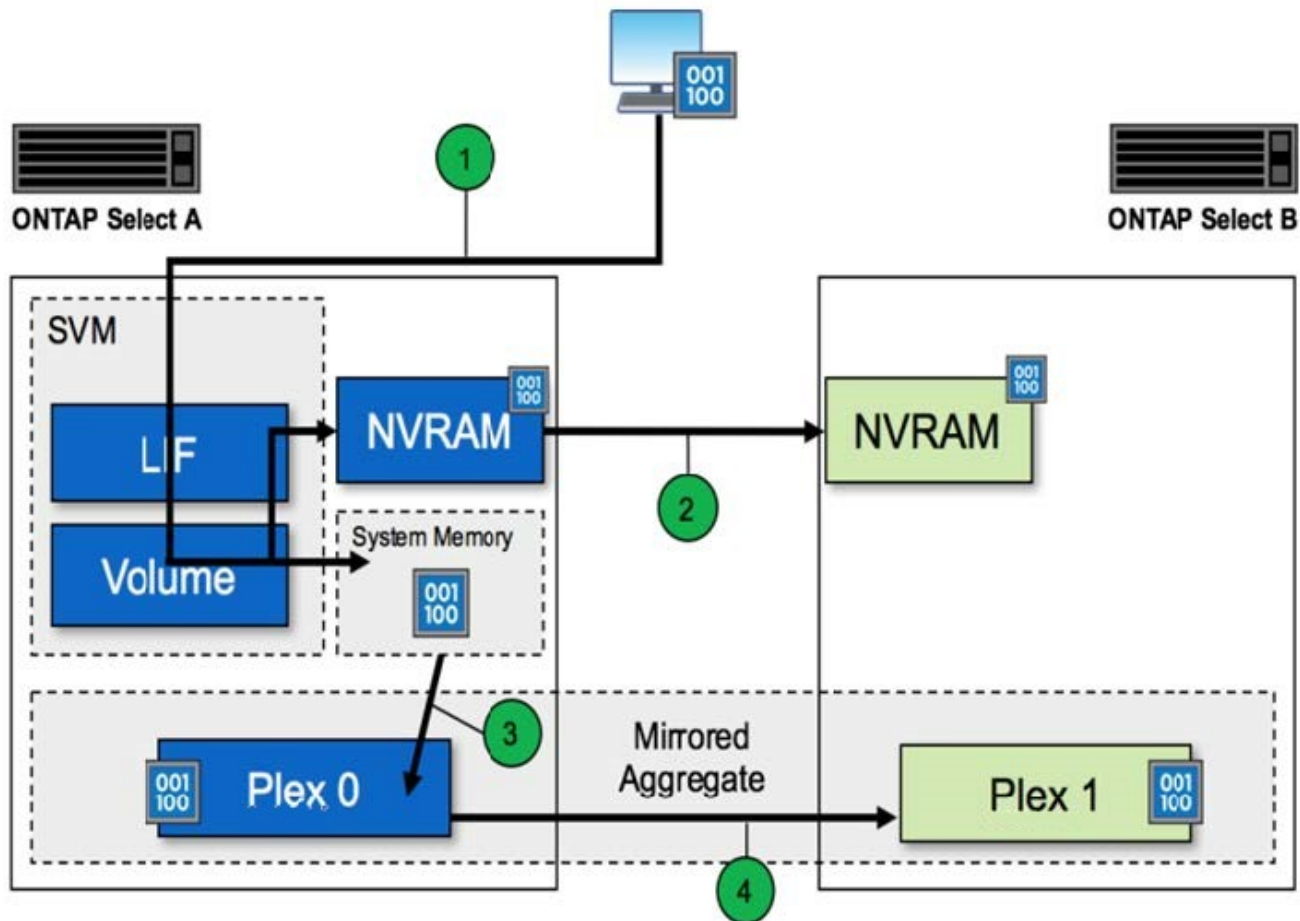 001
100
1
ONTAP Select A
ONTAP Select B
SVM
LIF
Volume
NVRAM
001
100
2
NVRAM
001
100
System Memory
001
100
3
Mirrored
Aggregate
001
100
Plex 0
Plex 1
001
100
4